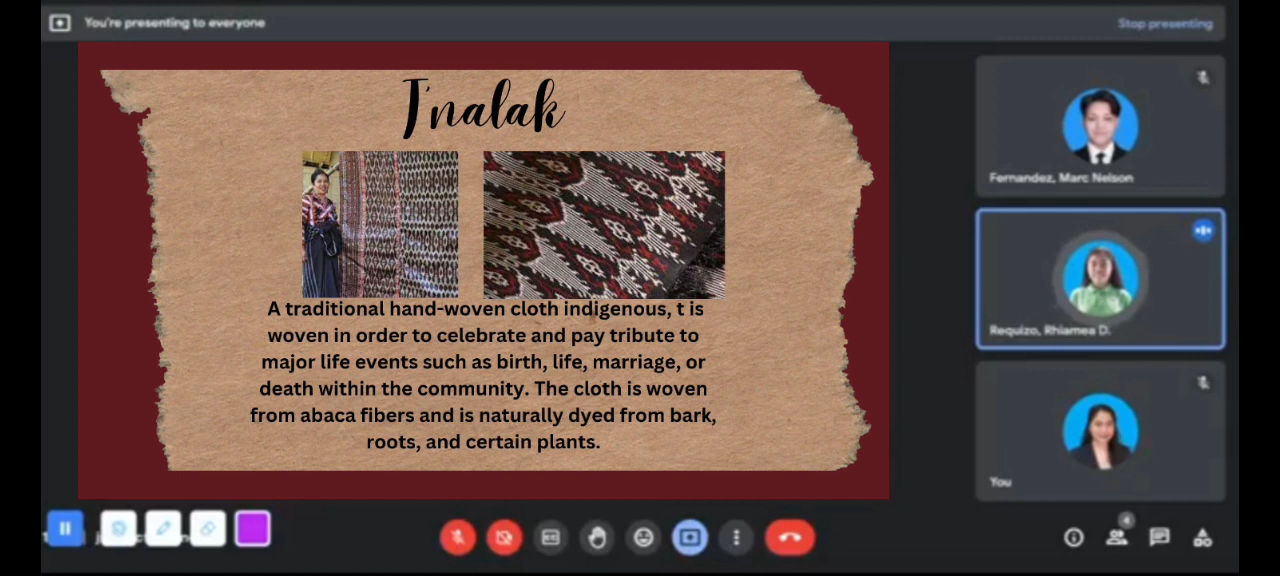 You're presenting to everyone
Stop presenting
T'nalak
A traditional hand-woven cloth indigenous, t is
woven in order to celebrate and pay tribute to
major life events such as birth, life, marriage, or
death within the community. The cloth is woven
from abaca fibers and is naturally dyed from bark,
roots, and certain plants.
Fernandez, Marc Nelson
Requizo, Rhiamea D.
You
4